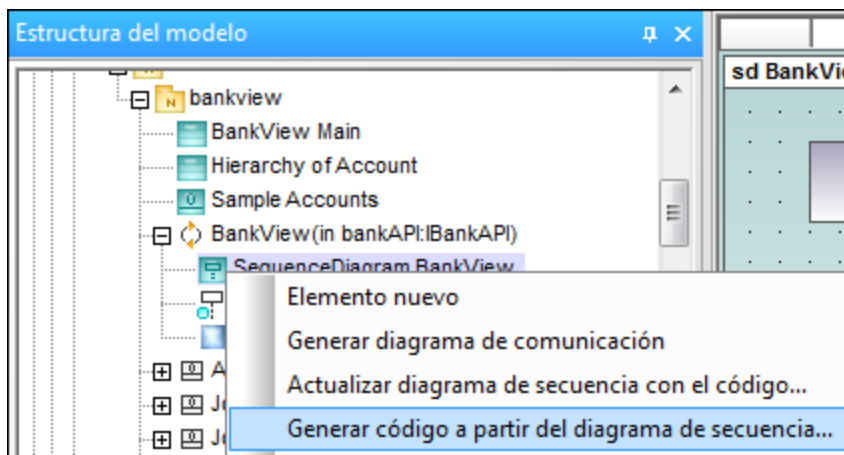 Estructura del modelo
sd BankVi
bankview
BankView Main
Hierarchy of Account
Sample Accounts
BankView(in bankAPI:IBankAPI)
SequenceDiagram BankView
Elemento nuevo
Generar diagrama de comunicación
Actualizar diagrama de secuencia con el código...
A
Generar código a partir del diagrama de secuencia...